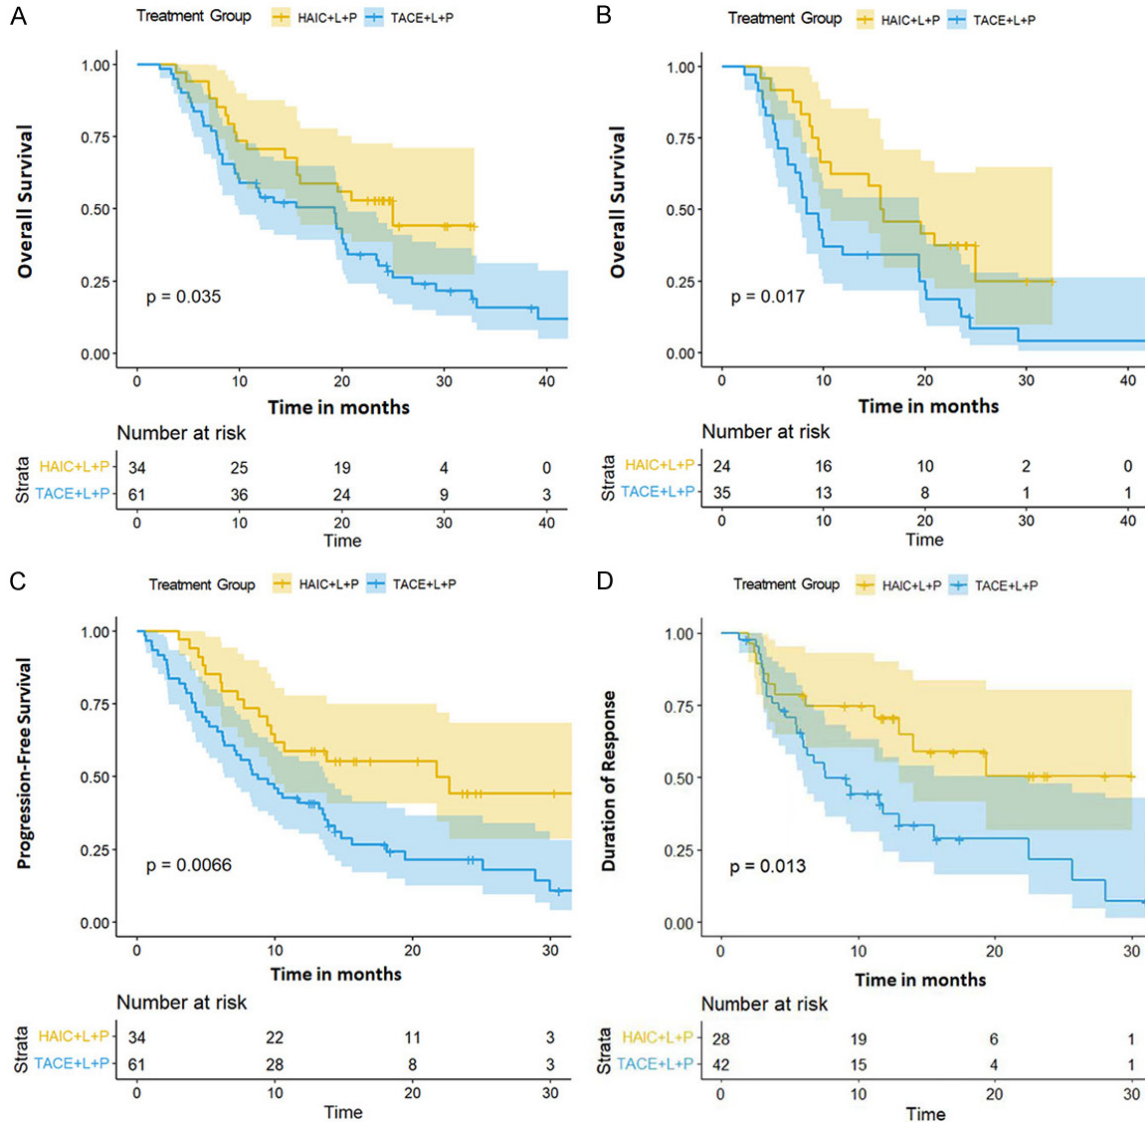 A
Treatment Group HAIC+L+P TACE+L+P
1.00
0.75
0.50
0.25
0.00
Overall Survival
p = 0.035
0 10 20 30 40
Time in months
Number at risk
Strata
HAIC+L+P 34 25 19 4 0
TACE+L+P 61 36 24 9 3
0 10 20 30 40
Time
B
Treatment Group HAIC+L+P TACE+L+P
1.00
0.75
0.50
0.25
0.00
Overall Survival
p = 0.017
0 10 20 30 40
Time in months
Number at risk
Strata
HAIC+L+P 24 16 10 2 0
TACE+L+P 35 13 8 1 1
0 10 20 30 40
Time
C
Treatment Group HAIC+L+P TACE+L+P
1.00
0.75
0.50
0.25
0.00
Progression-Free Survival
p = 0.0066
0 10 20 30
Time in months
Number at risk
Strata
HAIC+L+P 34 22 11 3
TACE+L+P 61 28 8 3
0 10 20 30
Time
D
Treatment Group HAIC+L+P TACE+L+P
1.00
0.75
0.50
0.25
0.00
Duration of Response
p = 0.013
0 10 20 30
Time in months
Number at risk
Strata
HAIC+L+P 28 19 6 1
TACE+L+P 42 15 4 1
0 10 20 30
Time